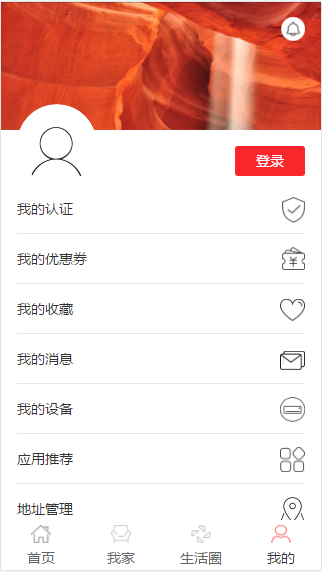 登录
我的认证
我的优惠券
我的收藏
我的消息
我的设备
应用推荐
地址管理
首页 我家 生活圈 我的